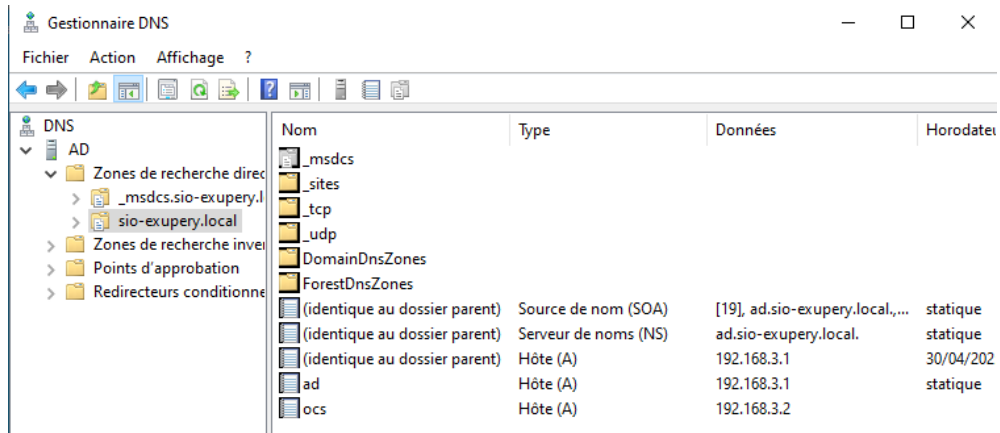 Gestionnaire DNS
Fichier Action Affichage ?
DNS
AD
Zones de recherche direc
_msdcs.sio-exupery.l
sio-exupery.local
Zones de recherche inver
Points d'approbation
Redirecteurs conditionne
Nom Type Données Horodateu
_msdcs
_sites
_tcp
_udp
DomainDnsZones
ForestDnsZones
(identique au dossier parent) Source de nom (SOA) [19], ad.sio-exupery.local.,... statique
(identique au dossier parent) Serveur de noms (NS) ad.sio-exupery.local. statique
(identique au dossier parent) Hôte (A) 192.168.3.1 30/04/202
ad Hôte (A) 192.168.3.1 statique
ocs Hôte (A) 192.168.3.2